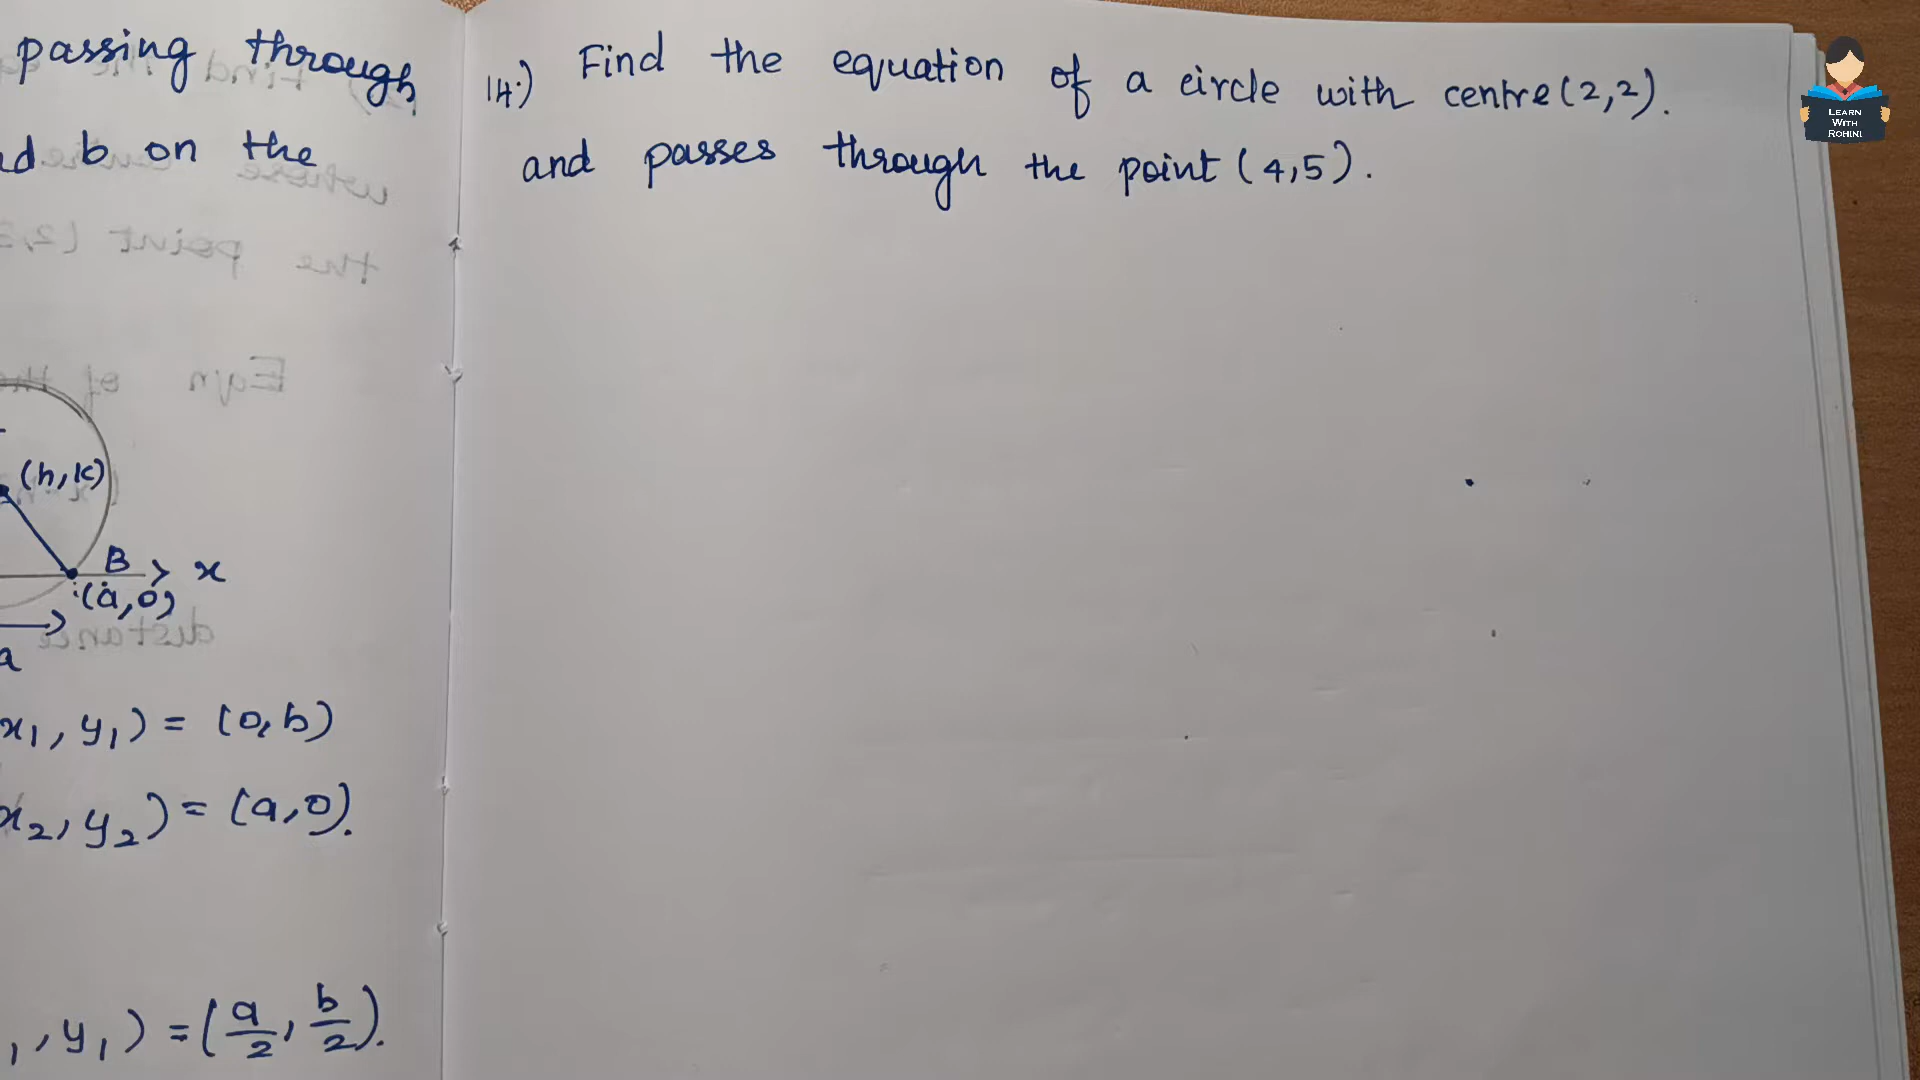 passing through
b on the
(h,k)
B
x
(a,0)
a
x₁, y₁) = (0,b)
x₂, y₂) = (a,0).
₁, y₁) = (a/2, b/2).
14.) Find the equation of a circle with centre (2,2).
and passes through the point (4,5).
LEARN
WITH
ROHINI